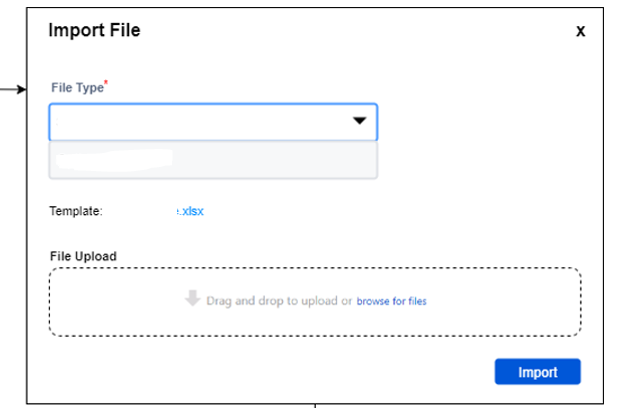 Import File x
File Type*
Template: .xlsx
File Upload
Drag and drop to upload or browse for files
Import